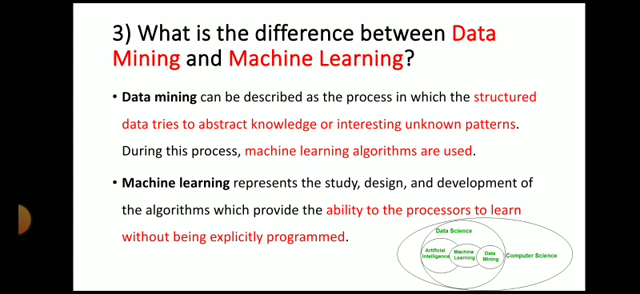 3) What is the difference between Data
Mining and Machine Learning?
• Data mining can be described as the process in which the structured
data tries to abstract knowledge or interesting unknown patterns.
During this process, machine learning algorithms are used.
• Machine learning represents the study, design, and development of
the algorithms which provide the ability to the processors to learn
without being explicitly programmed.
Data Science
Artificial
Intelligence
Machine
Learning
Data
Mining
Computer Science